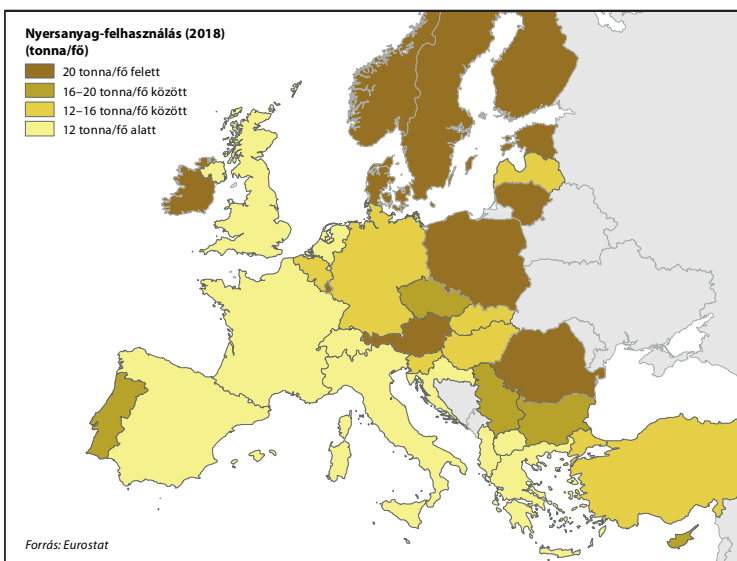 Nyersanyag-felhasználás (2018)
(tonna/fő)
20 tonna/fő felett
16–20 tonna/fő között
12–16 tonna/fő között
12 tonna/fő alatt
Forrás: Eurostat